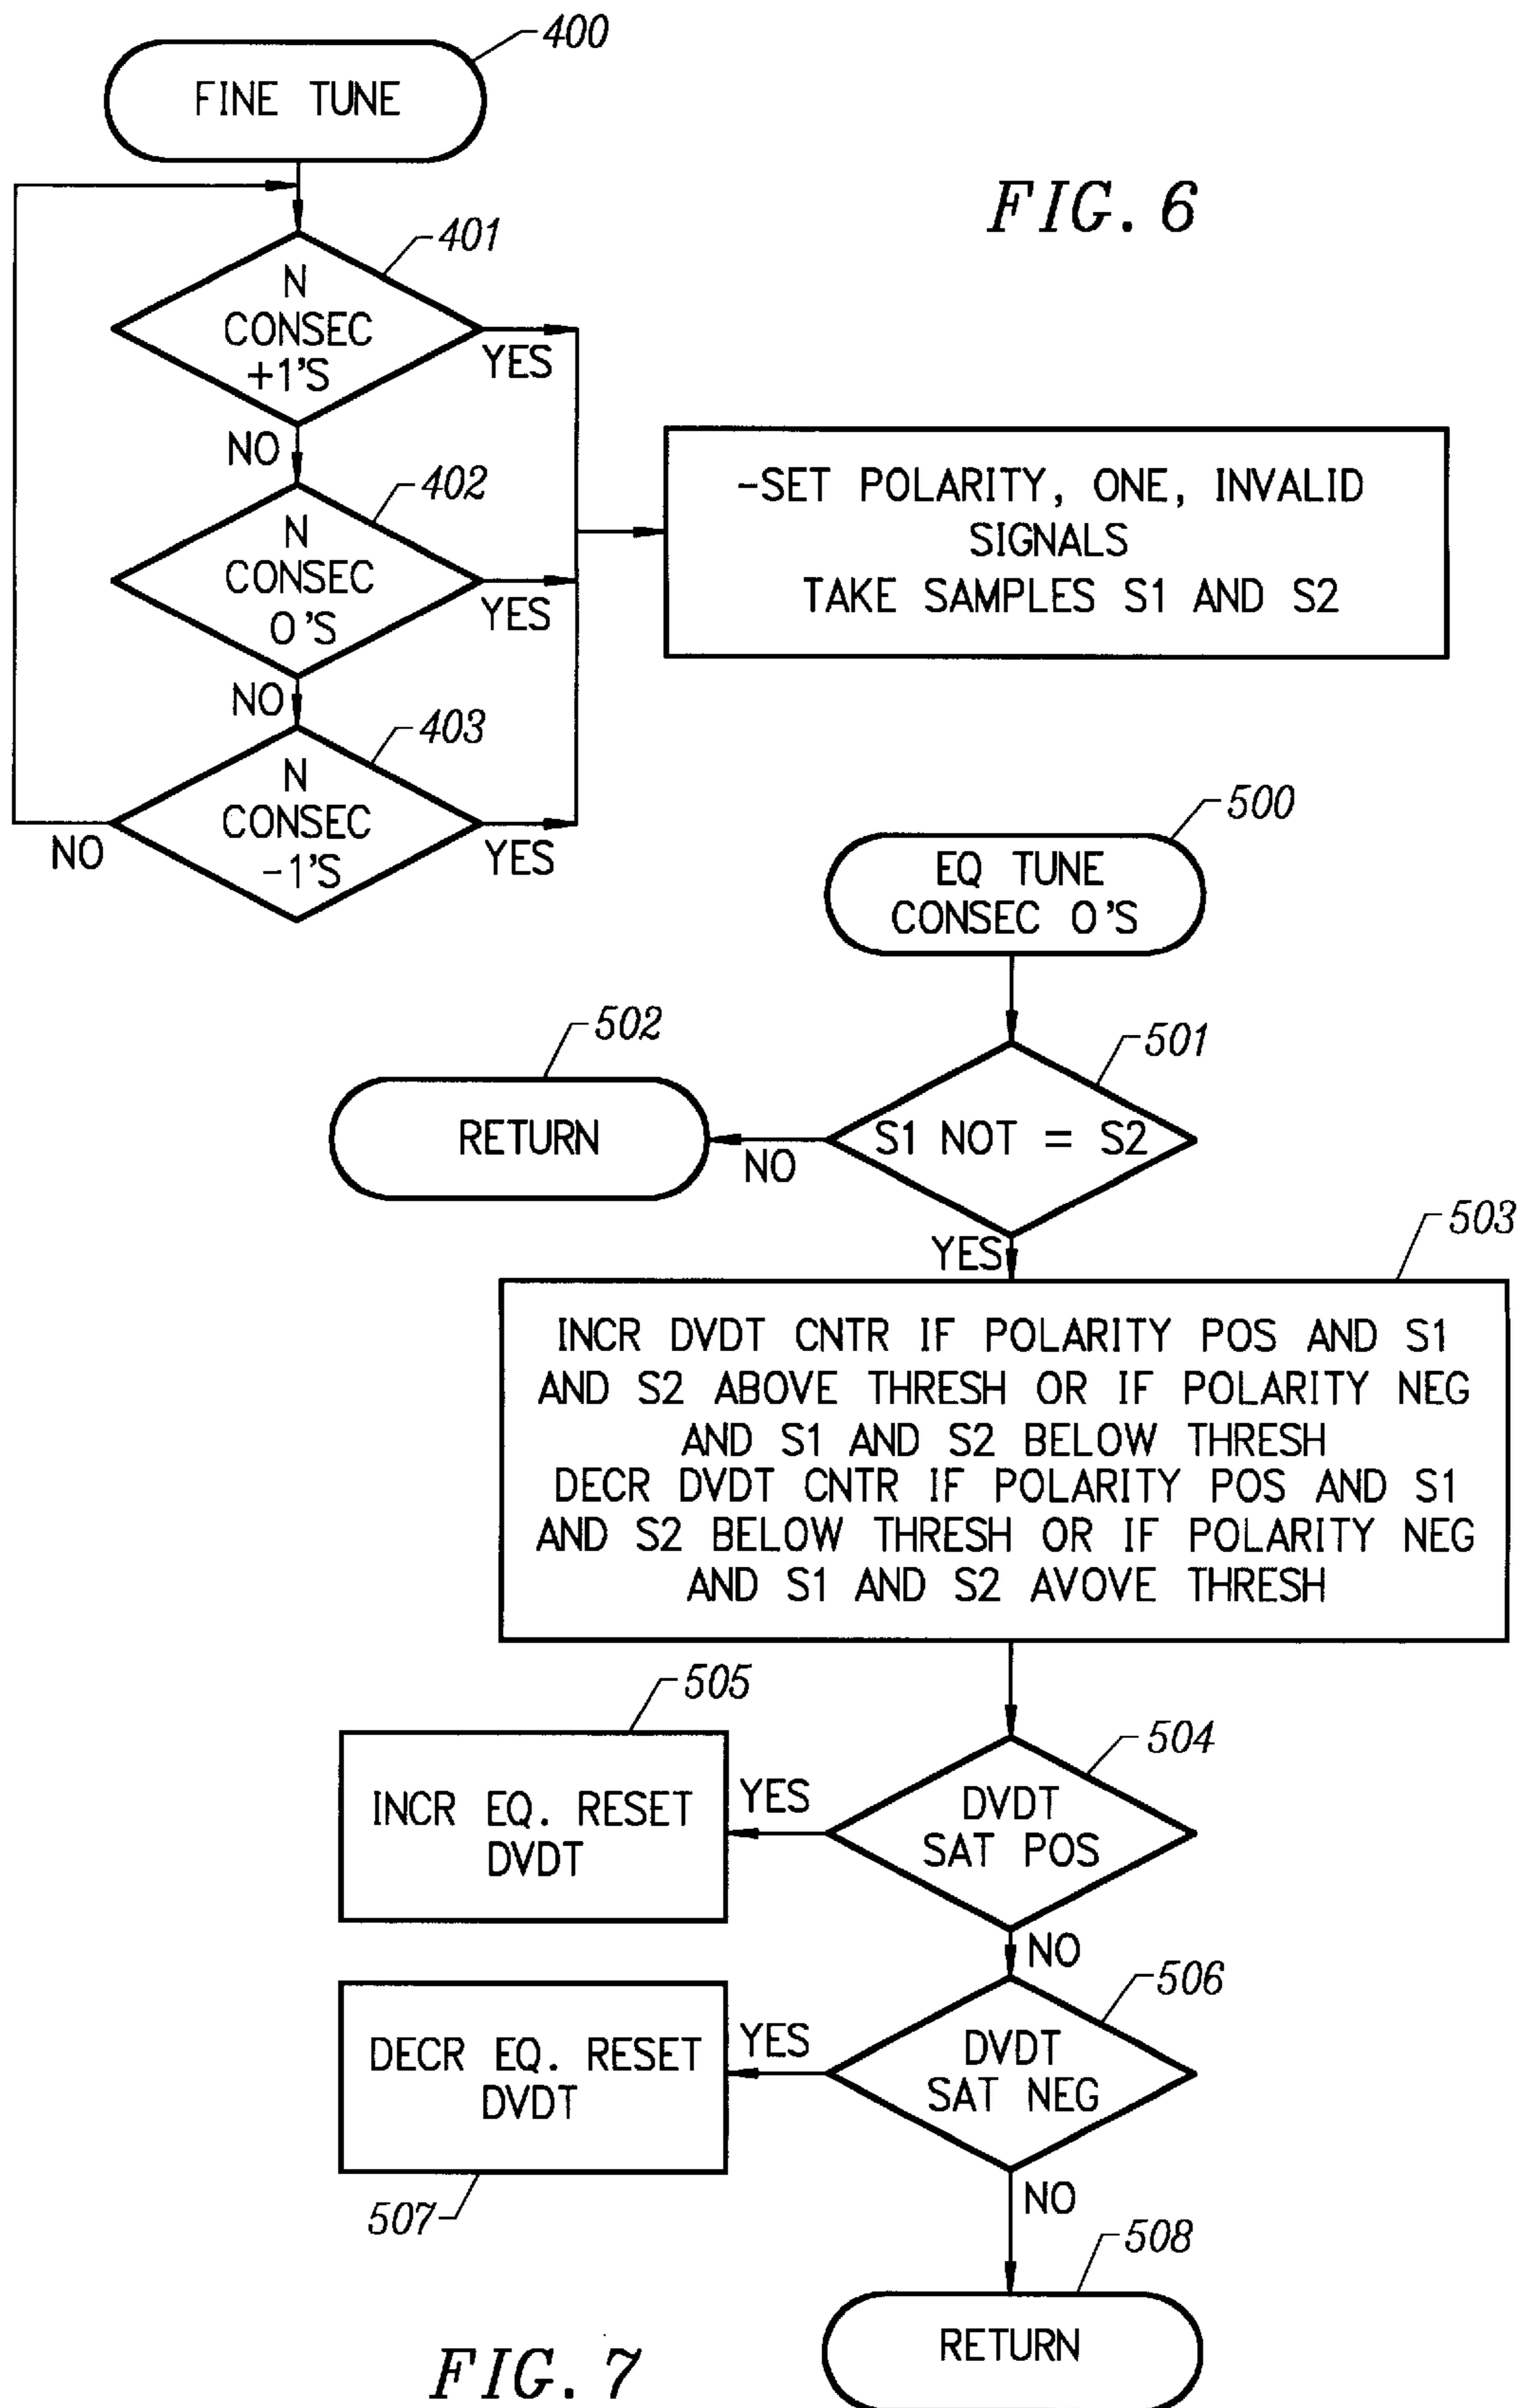 400
FINE TUNE
FIG. 6
401
N
CONSEC
+1'S
YES
NO
402
N
CONSEC
0'S
YES
-SET POLARITY, ONE, INVALID
SIGNALS
TAKE SAMPLES S1 AND S2
NO
403
N
CONSEC
-1'S
YES
NO
500
EQ TUNE
CONSEC 0'S
501
S1 NOT = S2
502
RETURN
NO
YES
503
INCR DVDT CNTR IF POLARITY POS AND S1
AND S2 ABOVE THRESH OR IF POLARITY NEG
AND S1 AND S2 BELOW THRESH
DECR DVDT CNTR IF POLARITY POS AND S1
AND S2 BELOW THRESH OR IF POLARITY NEG
AND S1 AND S2 AVOVE THRESH
504
DVDT
SAT POS
YES
505
INCR EQ. RESET
DVDT
NO
506
DVDT
SAT NEG
YES
DECR EQ. RESET
DVDT
507
NO
508
RETURN
FIG. 7